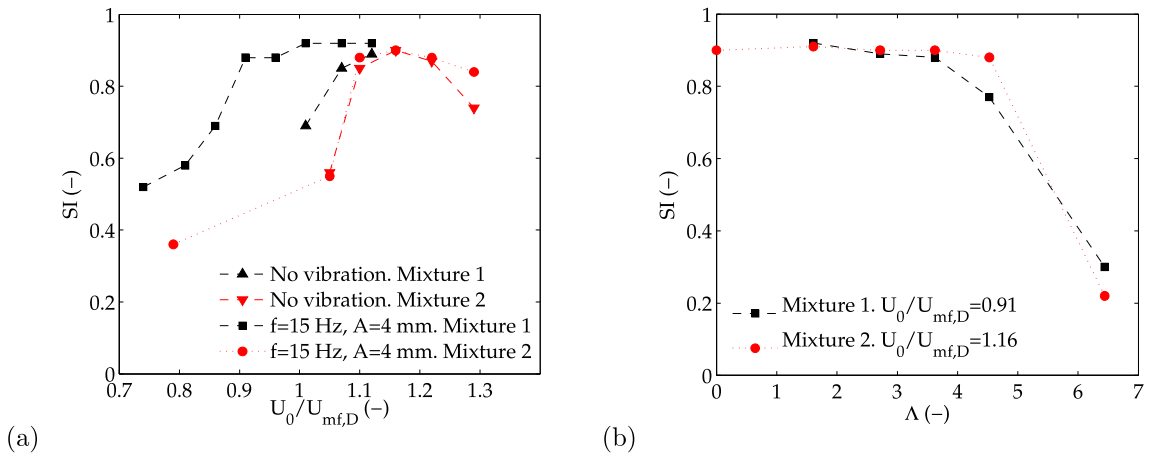 1
0.8
0.6
0.4
0.2
0
SI (−)
No vibration. Mixture 1
No vibration. Mixture 2
f=15 Hz, A=4 mm. Mixture 1
f=15 Hz, A=4 mm. Mixture 2
0.7 0.8 0.9 1 1.1 1.2 1.3
U0/Umf,D (−)
(a)
1
0.8
0.6
0.4
0.2
0
SI (−)
Mixture 1. U0/Umf,D=0.91
Mixture 2. U0/Umf,D=1.16
0 1 2 3 4 5 6 7
Λ (−)
(b)